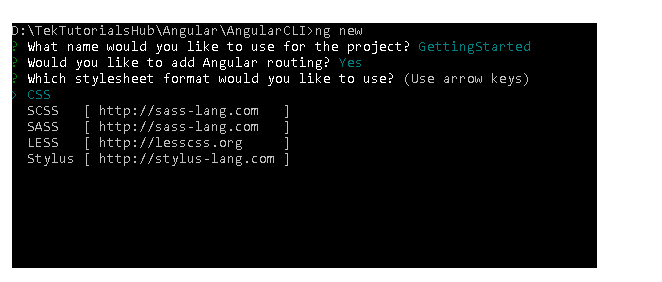 D:\TekTutorialsHub\Angular\AngularCLI>ng new
? What name would you like to use for the project? GettingStarted
? Would you like to add Angular routing? Yes
? Which stylesheet format would you like to use? (Use arrow keys)
> CSS
SCSS [ http://sass-lang.com ]
SASS [ http://sass-lang.com ]
LESS [ http://lesscss.org ]
Stylus [ http://stylus-lang.com ]